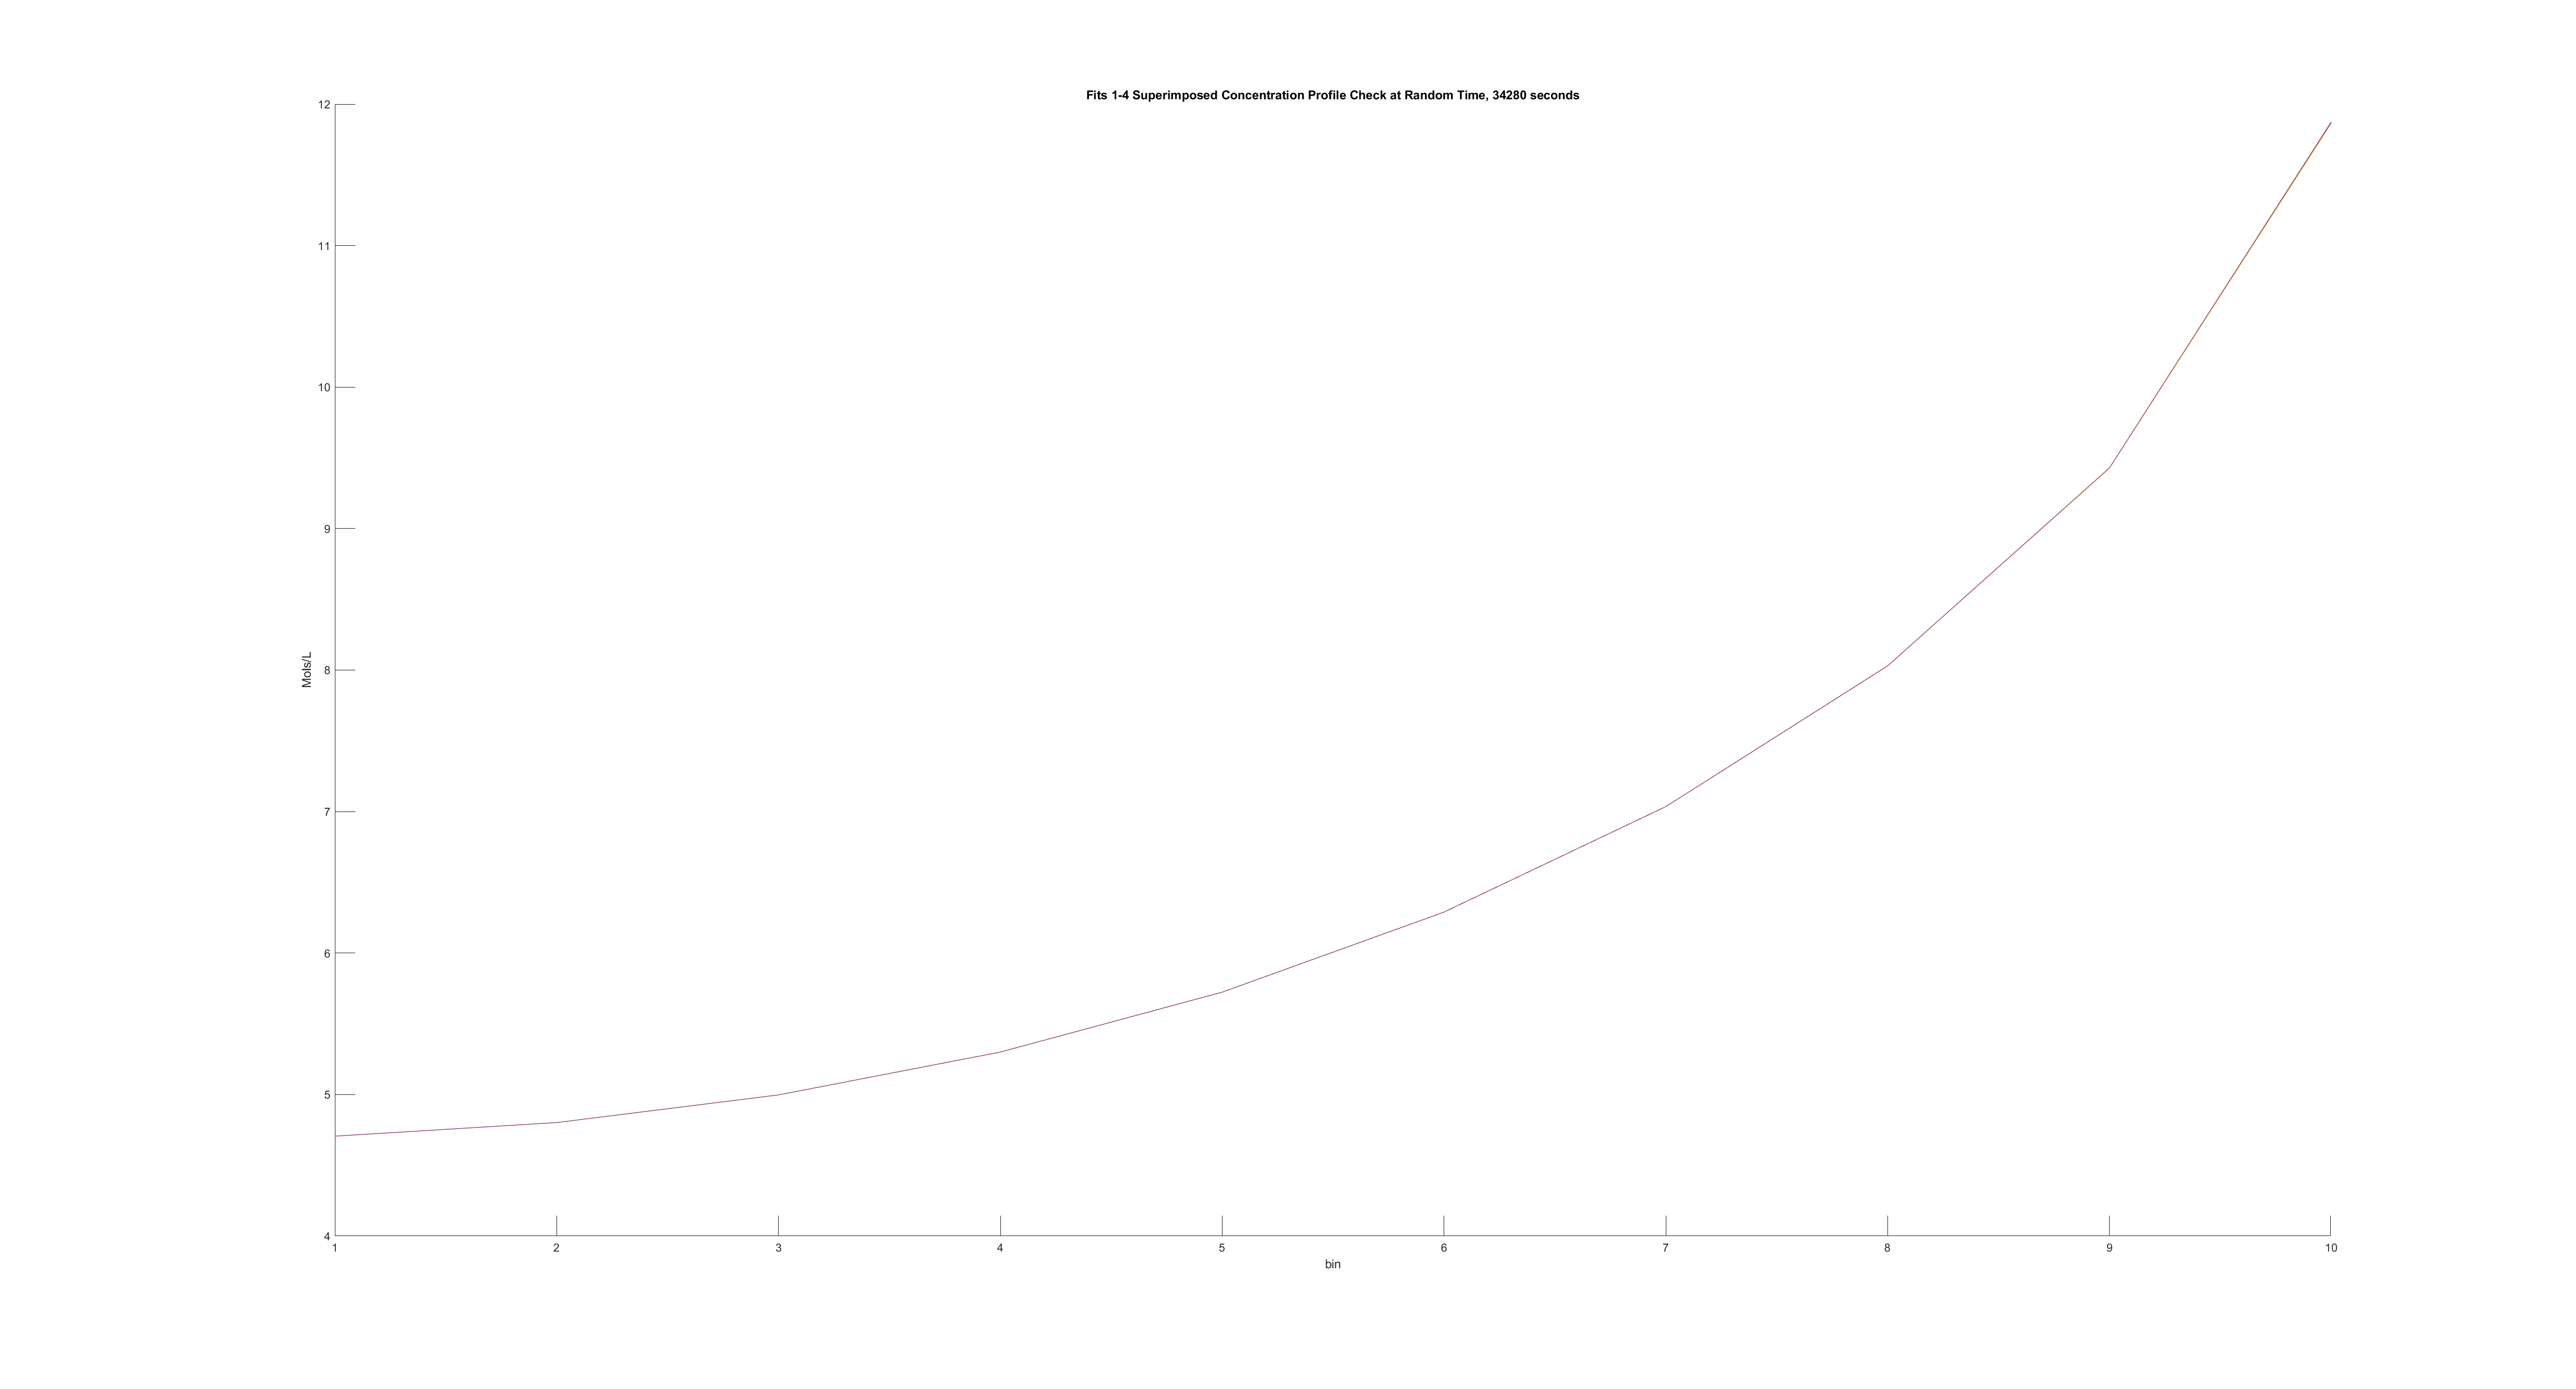 Fits 1-4 Superimposed Concentration Profile Check at Random Time, 34280 seconds
12
11
10
9
8
7
6
5
4
Mols/L
1 2 3 4 5 6 7 8 9 10
bin